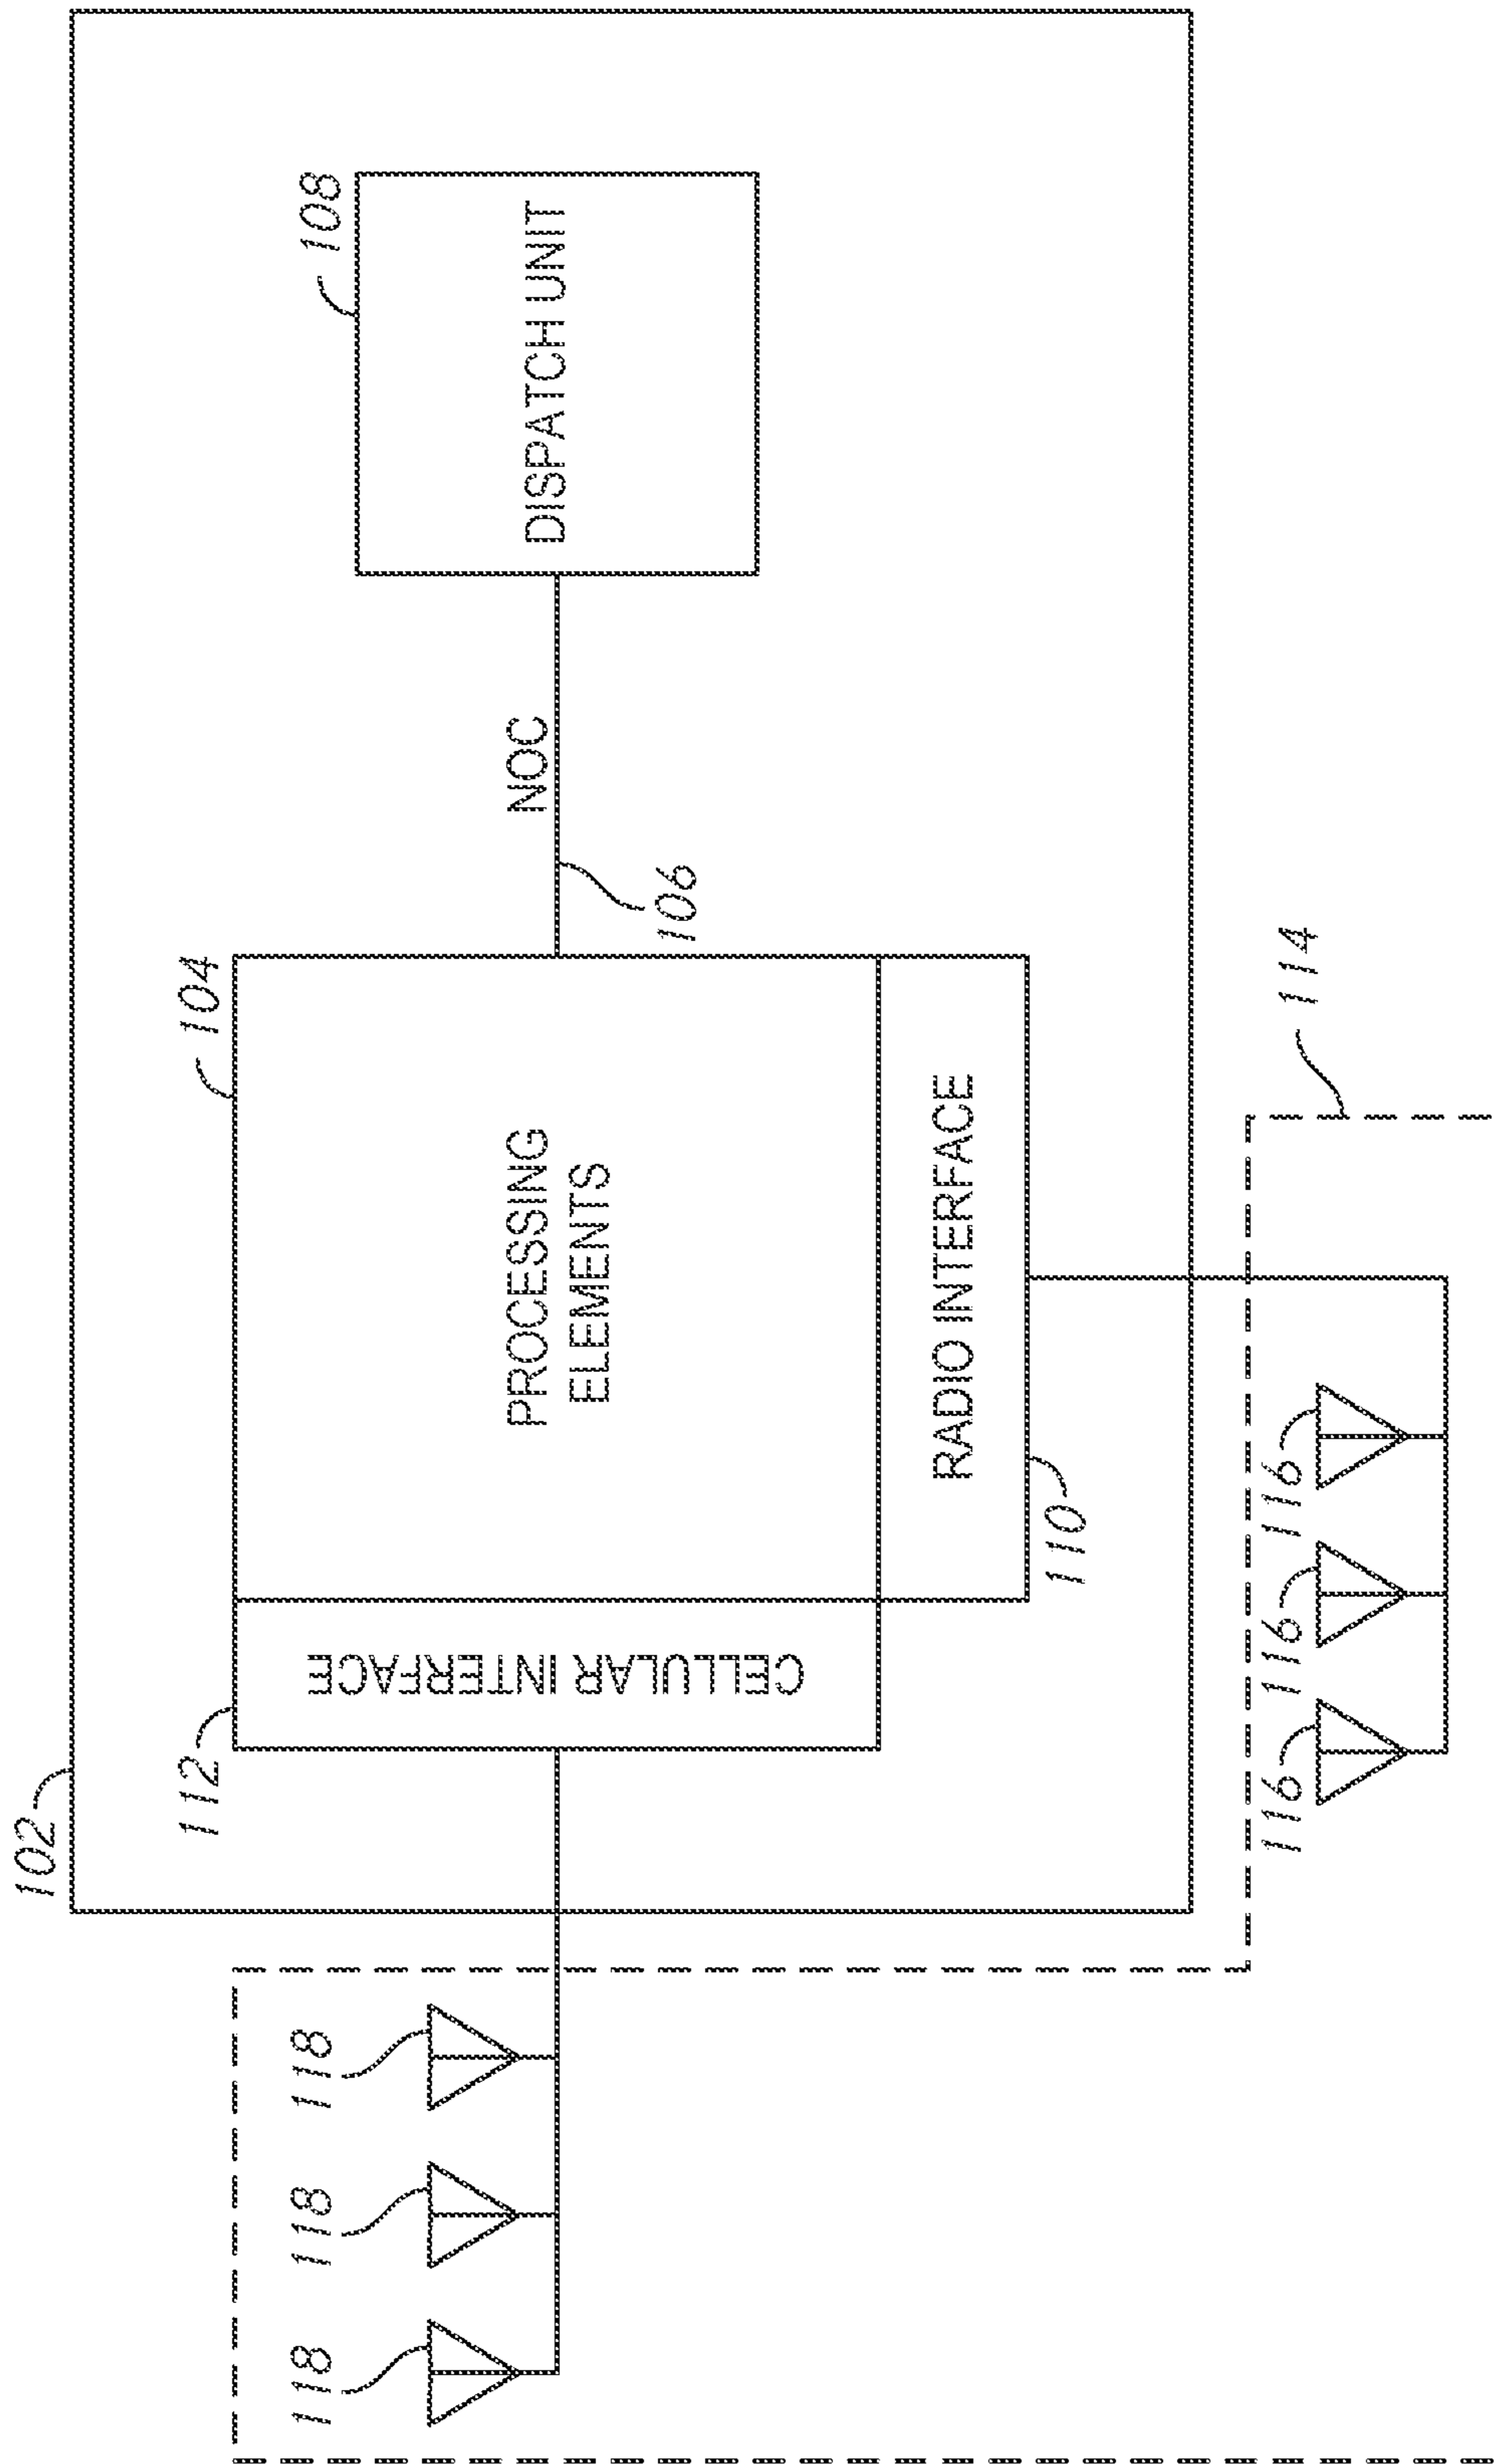 102
112
104
108
CELLULAR INTERFACE
PROCESSING
ELEMENTS
NOC
106
DISPATCH UNIT
RADIO INTERFACE
110
114
118
118
118
116
116
116